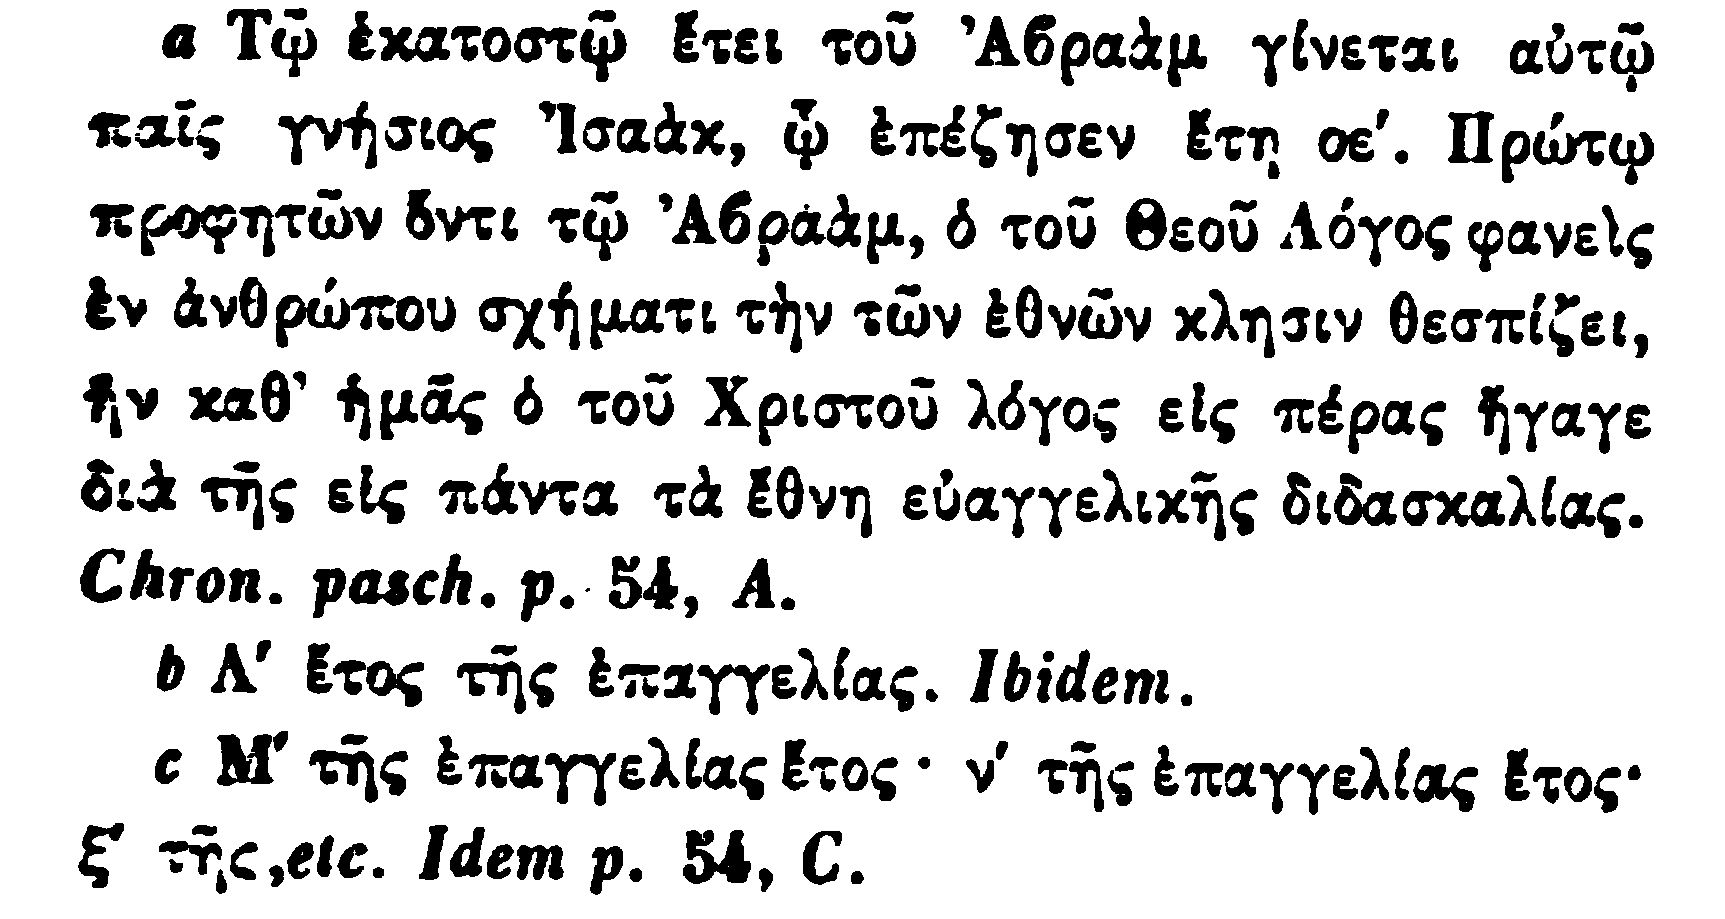 a Τῷ ἑκατοστῷ ἔτει τοῦ Ἀβραὰμ γίνεται αὐτῷ
παῖς γνήσιος Ἰσαὰκ, ᾧ ἐπέζησεν ἔτη οε′. Πρώτῳ
προφητῶν ὄντι τῷ Ἀβραὰμ, ὁ τοῦ Θεοῦ Λόγος φανεὶς
ἐν ἀνθρώπου σχήματι τὴν τῶν ἐθνῶν κλησιν θεσπίζει,
ἣν καθ’ ἡμᾶς ὁ τοῦ Χριστοῦ λόγος εἰς πέρας ἤγαγε
διὰ τῆς εἰς πάντα τὰ ἔθνη εὐαγγελικῆς διδασκαλίας.
Chron. pasch. p. 54, A.
b Λ′ ἔτος τῆς ἐπαγγελίας. Ibidem.
c Μ′ τῆς ἐπαγγελίας ἔτος · ν′ τῆς ἐπαγγελίας ἔτος·
ξ′ τῆς,etc. Idem p. 54, C.